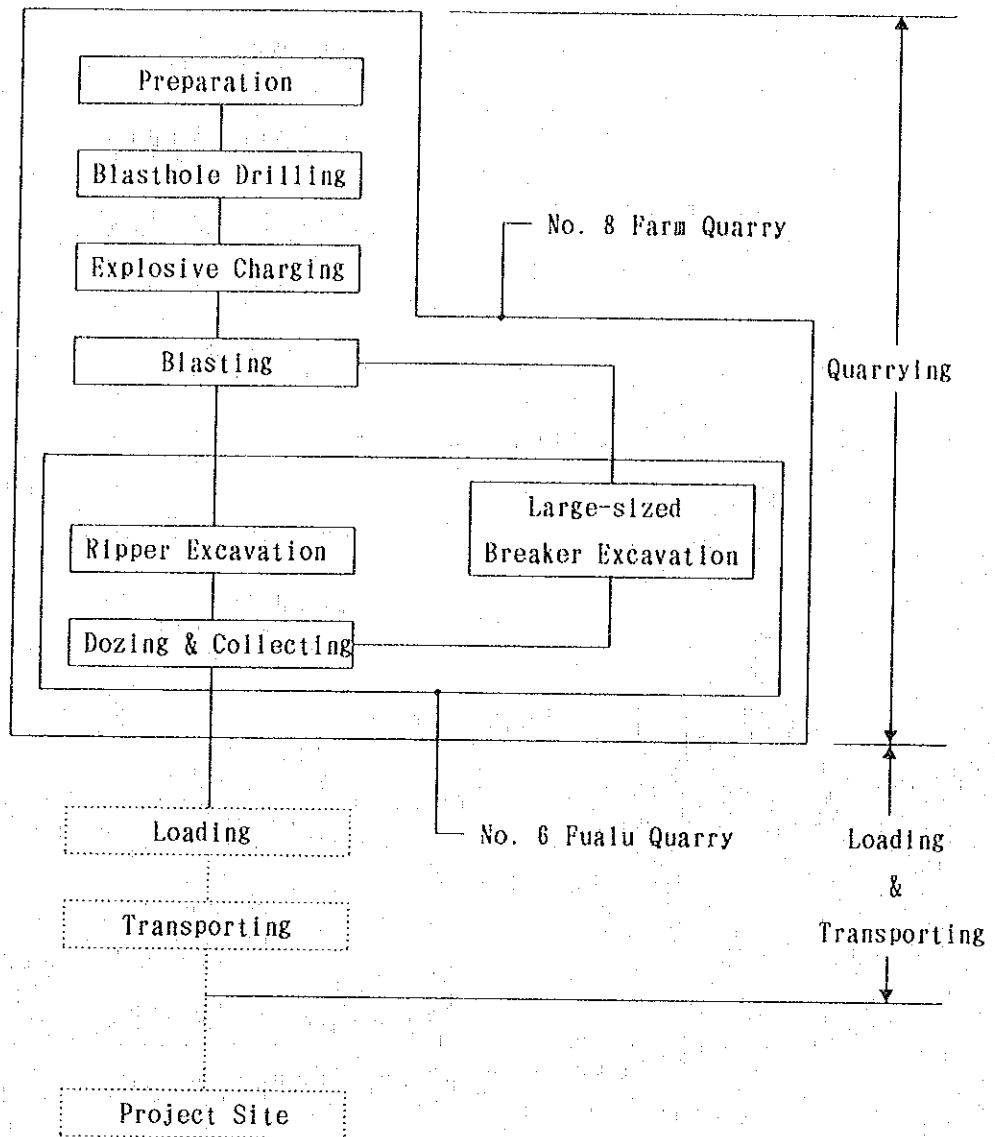 Preparation
Blasthole Drilling
No. 8 Farm Quarry
Explosive Charging
Blasting
Quarrying
Large-sized
Breaker Excavation
Ripper Excavation
Dozing & Collecting
Loading
No. 6 Fualu Quarry
Loading
&
Transporting
Transporting
Project Site